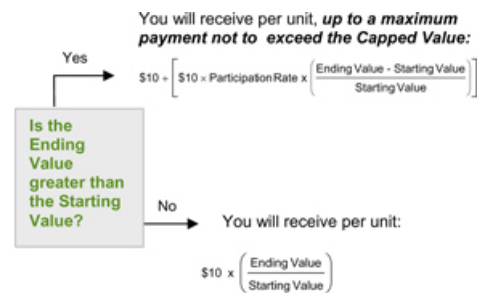 You will receive per unit, up to a maximum
payment not to exceed the Capped Value:
Yes
$10 + [$10 × Participation Rate x (Ending Value - Starting Value
Starting Value)]
Is the
Ending
Value
greater than
the Starting
Value?
No
You will receive per unit:
$10 x (Ending Value
Starting Value)